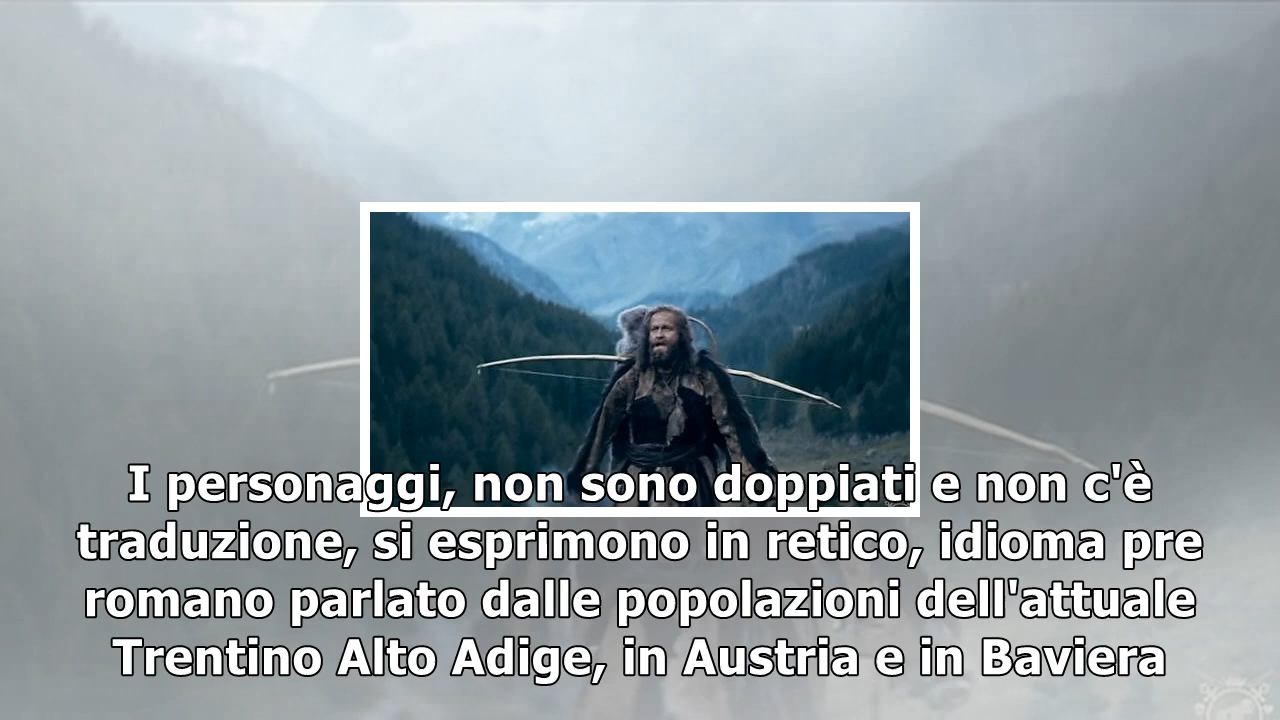 I personaggi, non sono doppiati e non c'è
traduzione, si esprimono in retico, idioma pre
romano parlato dalle popolazioni dell'attuale
Trentino Alto Adige, in Austria e in Baviera